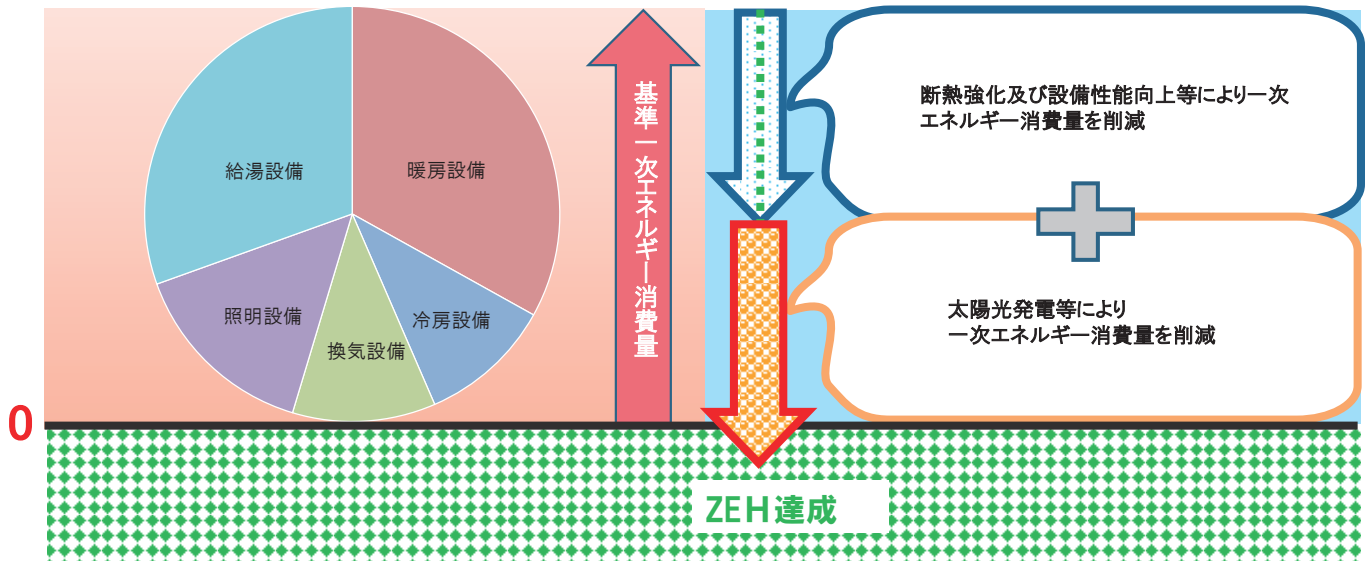 給湯設備
暖房設備
照明設備
冷房設備
換気設備
基準一次エネルギー消費量
断熱強化及び設備性能向上等により一次
エネルギー消費量を削減
太陽光発電等により
一次エネルギー消費量を削減
0
ZEH達成